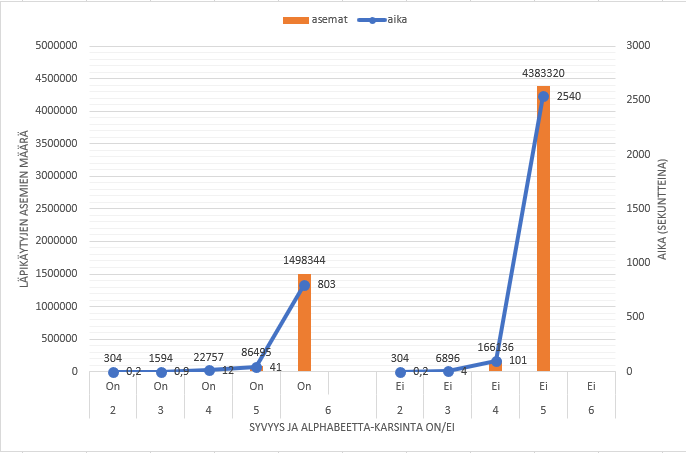 asemat aika
5000000
4500000
4000000
3500000
3000000
2500000
2000000
1500000
1000000
500000
0
LÄPIKÄYTYJEN ASEMIEN MÄÄRÄ
304 1594 22757 86495 1498344 304 6896 166136 4383320
0,2 0,9 12 41 803 0,2 4 101 2540
3000
2500
2000
1500
1000
500
0
AIKA (SEKUNTTEINA)
On On On On On Ei Ei Ei Ei Ei
2 3 4 5 6 2 3 4 5 6
SYVYYS JA ALPHABEETTA-KARSINTA ON/EI